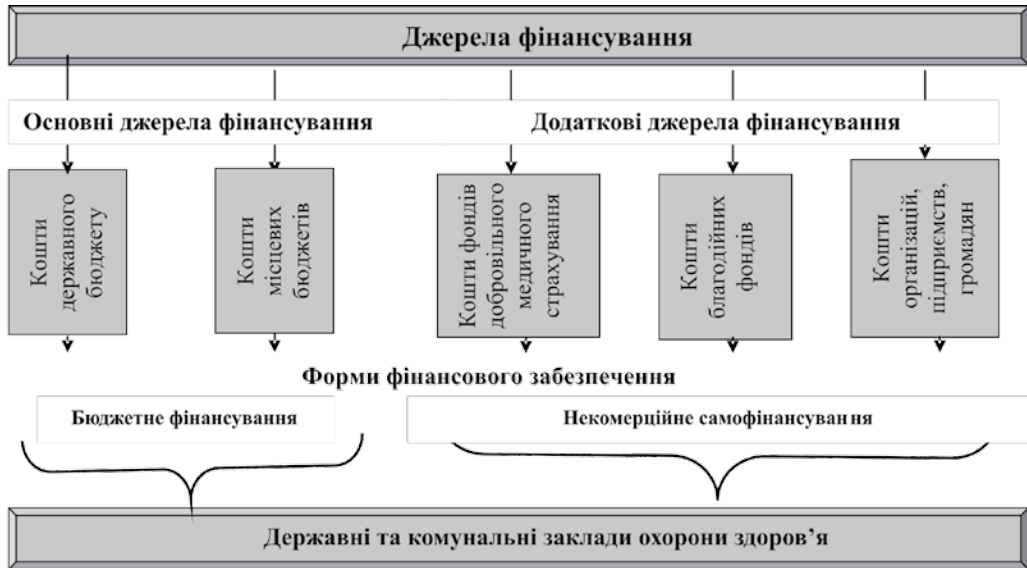 Джерела фінансування
Основні джерела фінансування
Додаткові джерела фінансування
Кошти
державного
бюджету
Кошти
місцевих
бюджетів
Кошти фондів
добровільного
медичного
страхування
Кошти
благодійних
фондів
Кошти
організацій,
підприємств,
громадян
Форми фінансового забезпечення
Бюджетне фінансування
Некомерційне самофінансування
Державні та комунальні заклади охорони здоров’я